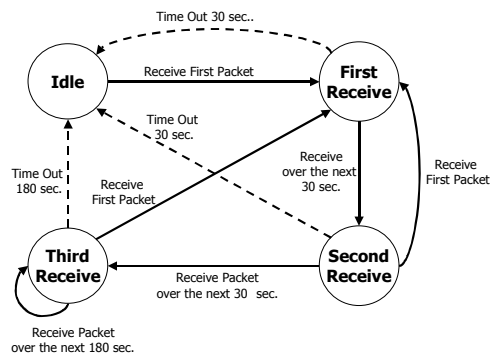 Time Out 30 sec..
Idle
Receive First Packet
First
Receive
Time Out
30 sec.
Receive
over the next
30 sec.
Receive
First Packet
Time Out
180 sec.
Receive
First Packet
Third
Receive
Second
Receive
Receive Packet
over the next 30 sec.
Receive Packet
over the next 180 sec.